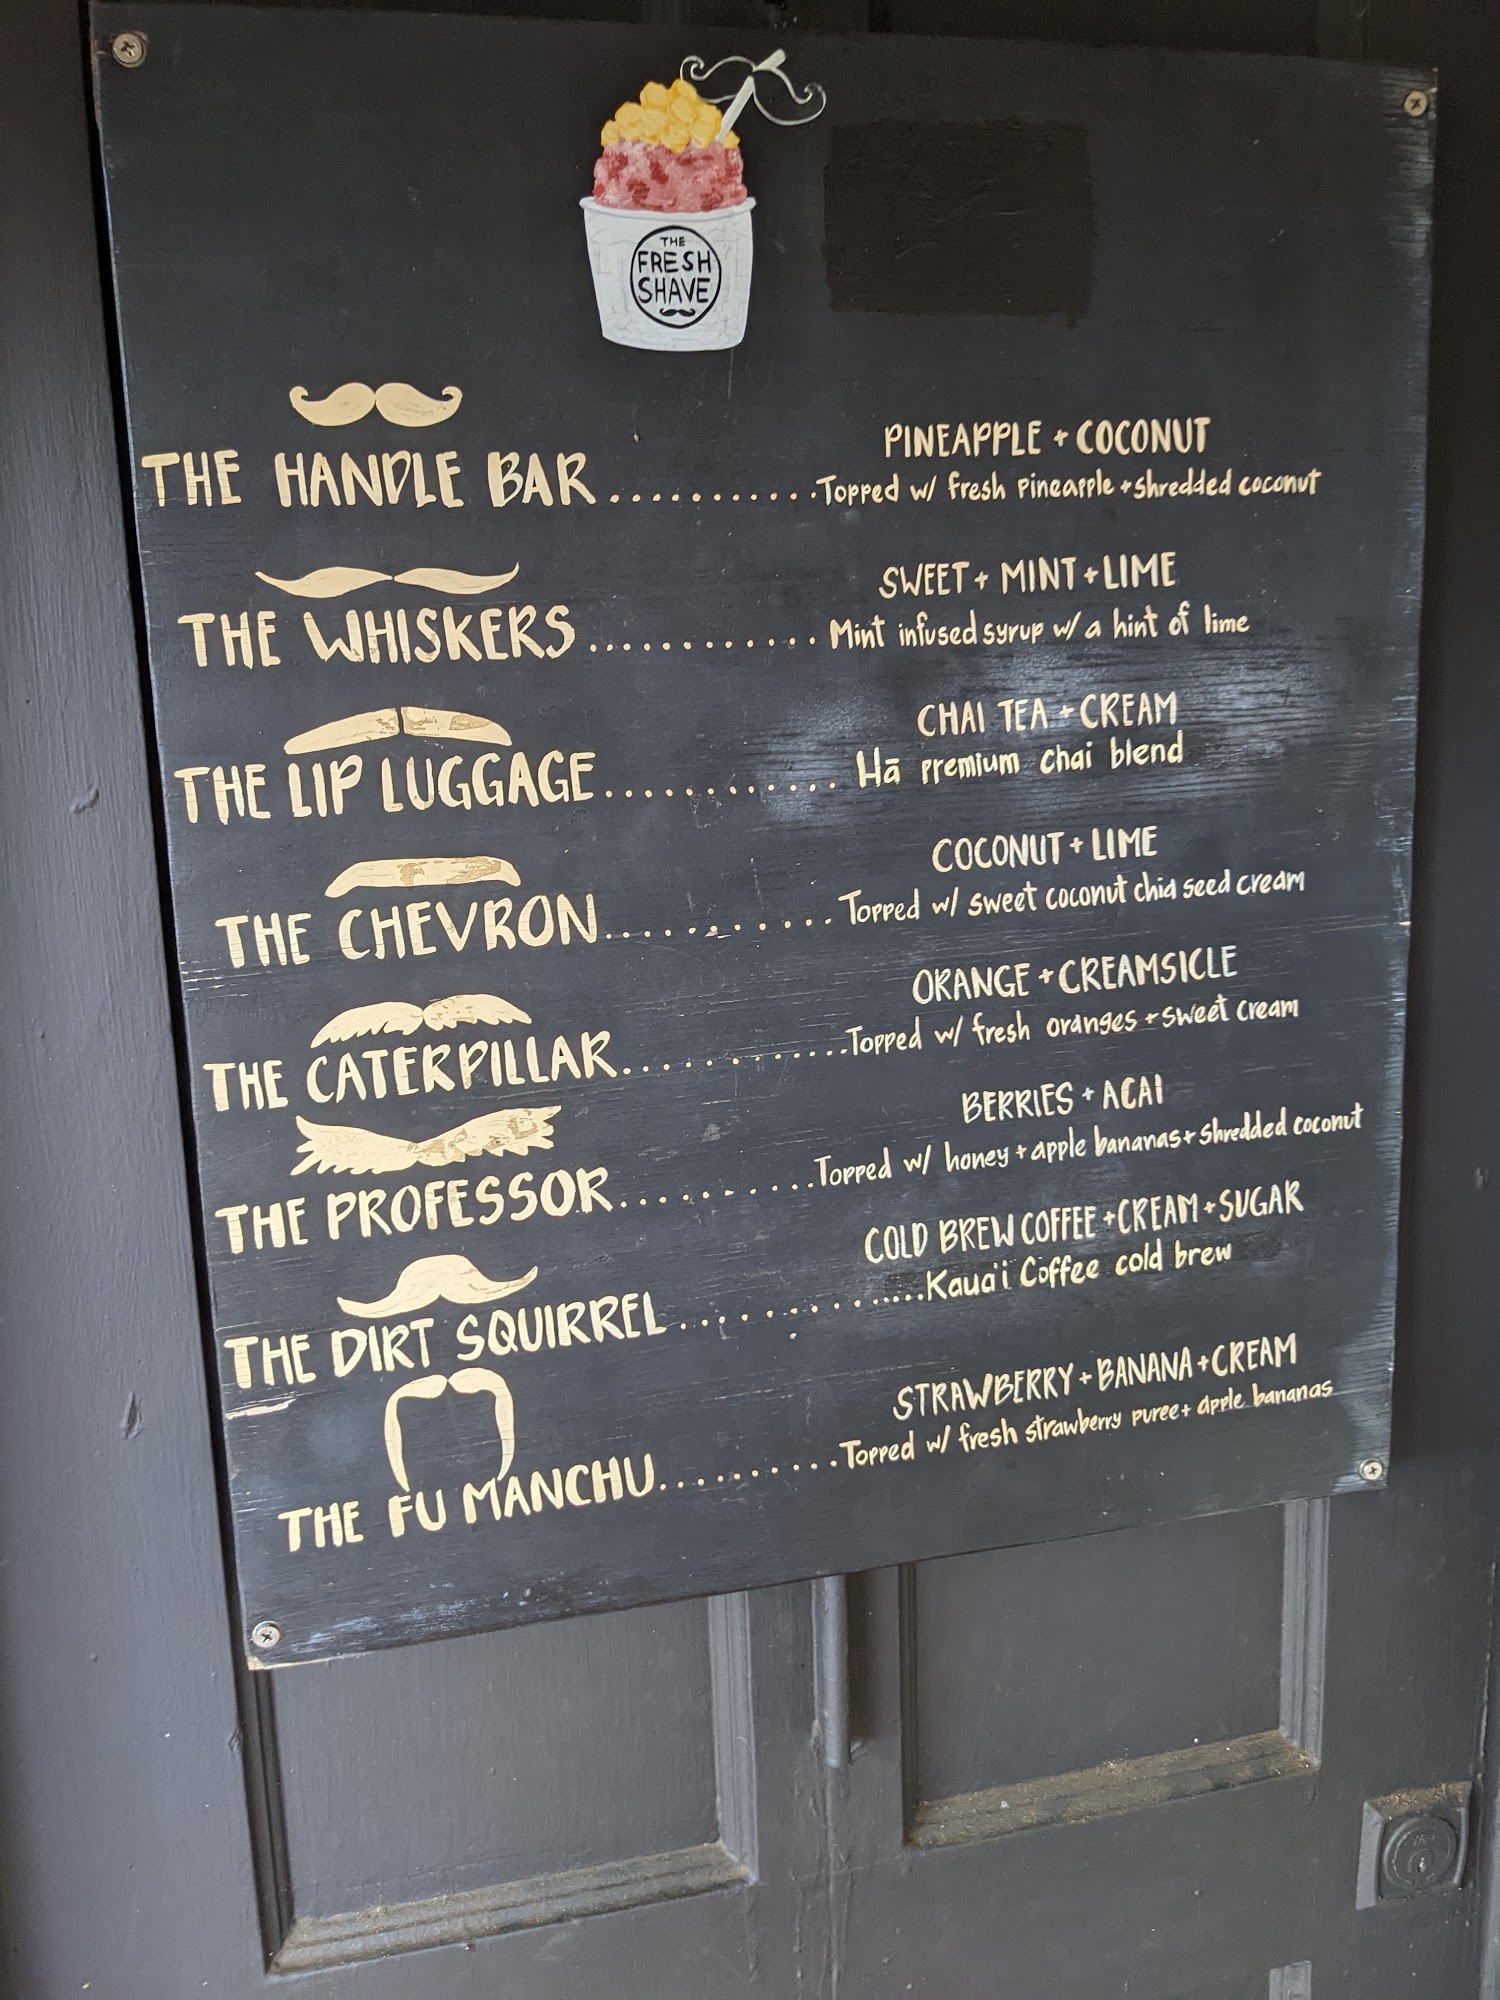 THE
FRESH
SHAVE
THE HANDLE BAR...........
PINEAPPLE + COCONUT
Topped w/ fresh pineapple + shredded coconut
THE WHISKERS............
SWEET + MINT + LIME
Mint infused syrup w/ a hint of lime
THE LIP LUGGAGE............
CHAI TEA + CREAM
Hā premium chai blend
THE CHEVRON...........
COCONUT + LIME
Topped w/ sweet coconut chia seed cream
THE CATERPILLAR............
ORANGE + CREAMSICLE
Topped w/ fresh oranges + sweet cream
THE PROFESSOR..........
BERRIES + ACAI
Topped w/ honey + apple bananas + shredded coconut
THE DIRT SQUIRREL..............
COLD BREW COFFEE + CREAM + SUGAR
Kaua'i Coffee cold brew
THE FU MANCHU..........
STRAWBERRY + BANANA + CREAM
Topped w/ fresh strawberry puree + apple bananas